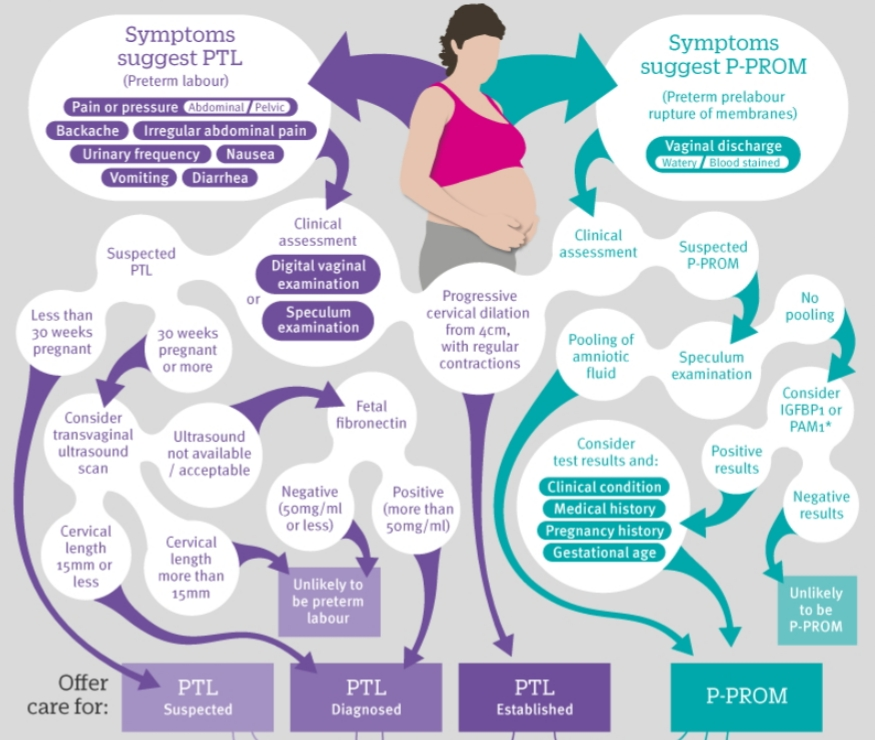 Symptoms
suggest PTL
(Preterm labour)
Pain or pressure Abdominal / Pelvic
Backache Irregular abdominal pain
Urinary frequency Nausea
Vomiting Diarrhea
Symptoms
suggest P-PROM
(Preterm prelabour
rupture of membranes)
Vaginal discharge
Watery / Blood stained
Clinical
assessment
Digital vaginal
examination
or
Speculum
examination
Suspected
PTL
Less than
30 weeks
pregnant
30 weeks
pregnant
or more
Consider
transvaginal
ultrasound
scan
Ultrasound
not available
/ acceptable
Fetal
fibronectin
Negative
(50mg/ml
or less)
Positive
(more than
50mg/ml)
Cervical
length
15mm or
less
Cervical
length
more than
15mm
Unlikely to
be preterm
labour
Progressive
cervical dilation
from 4cm,
with regular
contractions
Clinical
assessment
Suspected
P-PROM
No
pooling
Pooling of
amniotic
fluid
Speculum
examination
Consider
IGFBP1 or
PAM1*
Positive
results
Negative
results
Consider
test results and:
Clinical condition
Medical history
Pregnancy history
Gestational age
Unlikely
to be
P-PROM
Offer
care for:
PTL
Suspected
PTL
Diagnosed
PTL
Established
P-PROM